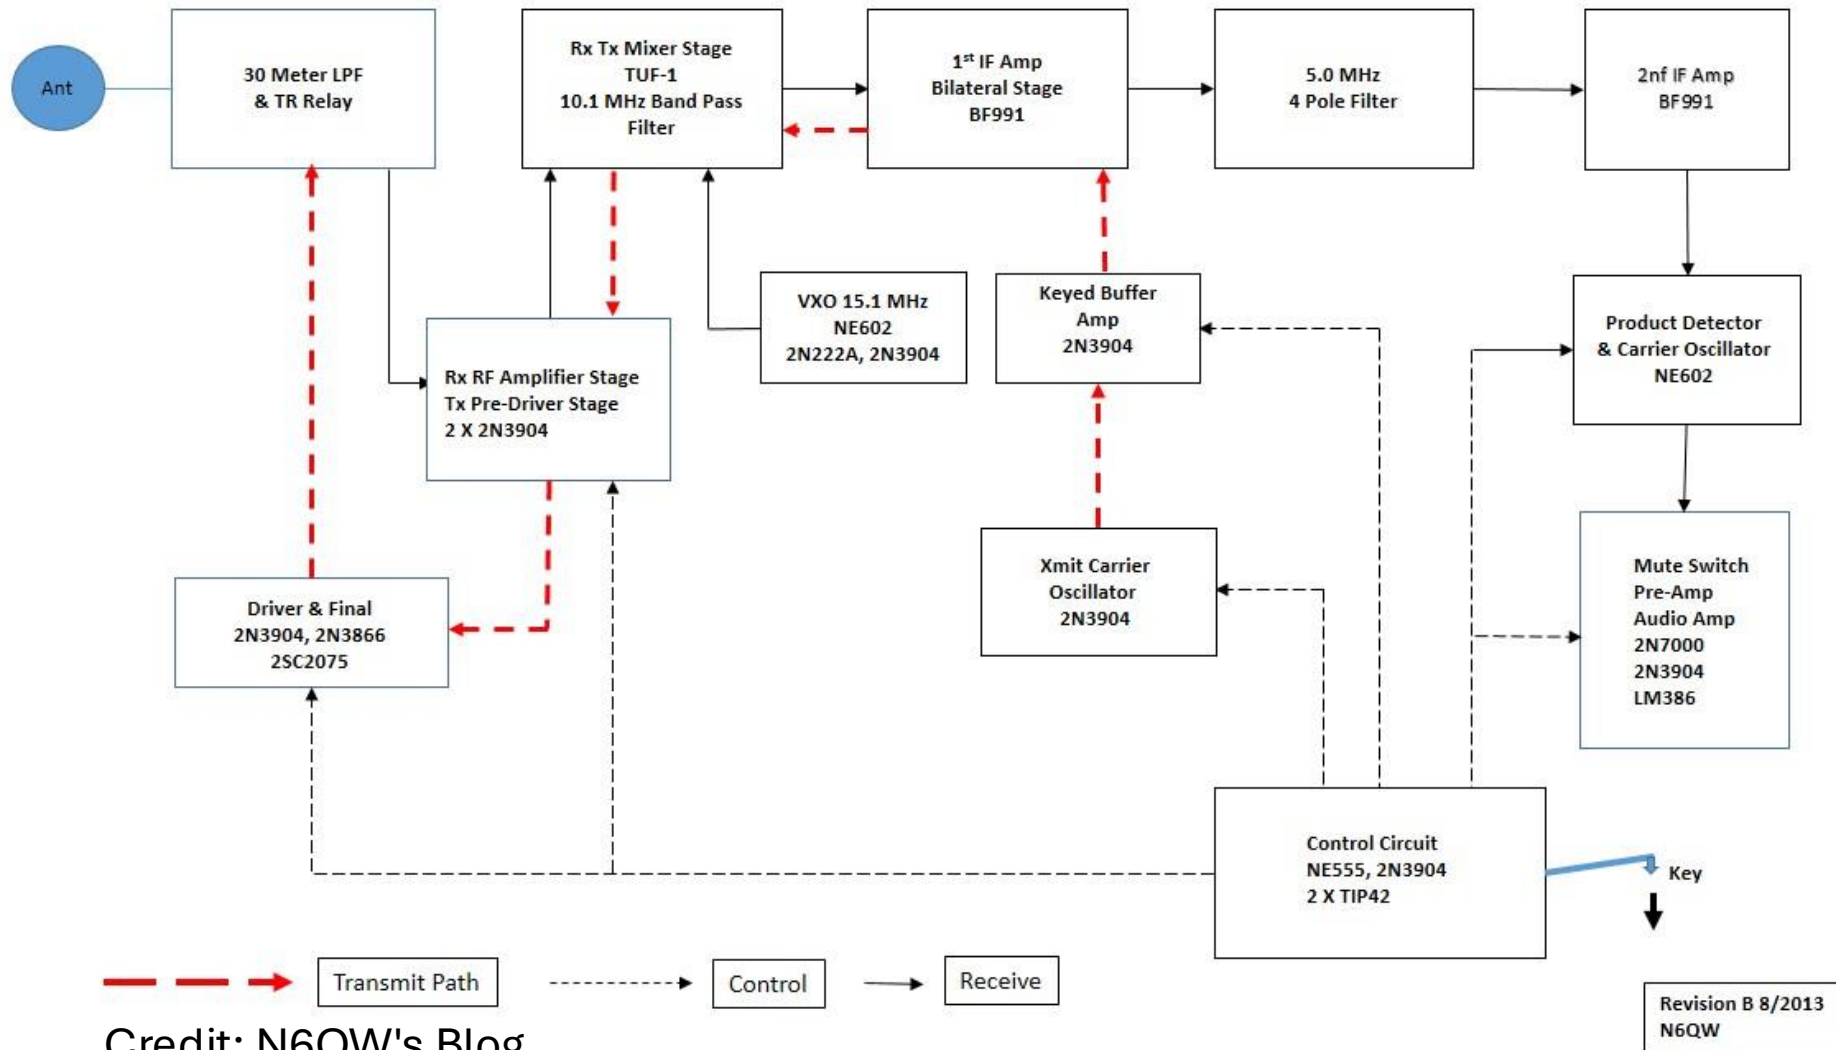 Ant
30 Meter LPF
& TR Relay
Rx Tx Mixer Stage
TUF-1
10.1 MHz Band Pass
Filter
1st IF Amp
Bilateral Stage
BF991
5.0 MHz
4 Pole Filter
2nf IF Amp
BF991
VXO 15.1 MHz
NE602
2N222A, 2N3904
Keyed Buffer
Amp
2N3904
Product Detector
& Carrier Oscillator
NE602
Rx RF Amplifier Stage
Tx Pre-Driver Stage
2 X 2N3904
Xmit Carrier
Oscillator
2N3904
Mute Switch
Pre-Amp
Audio Amp
2N7000
2N3904
LM386
Driver & Final
2N3904, 2N3866
2SC2075
Control Circuit
NE555, 2N3904
2 X TIP42
Key
Transmit Path
Control
Receive
Revision B 8/2013
N6QW
Credit: N6QW's Blog